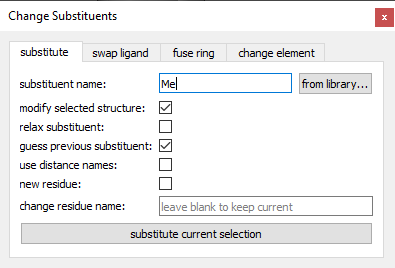 Change Substituents
substitute swap ligand fuse ring change element
substituent name: Me from library...
modify selected structure:
relax substituent:
guess previous substituent:
use distance names:
new residue:
change residue name: leave blank to keep current
substitute current selection